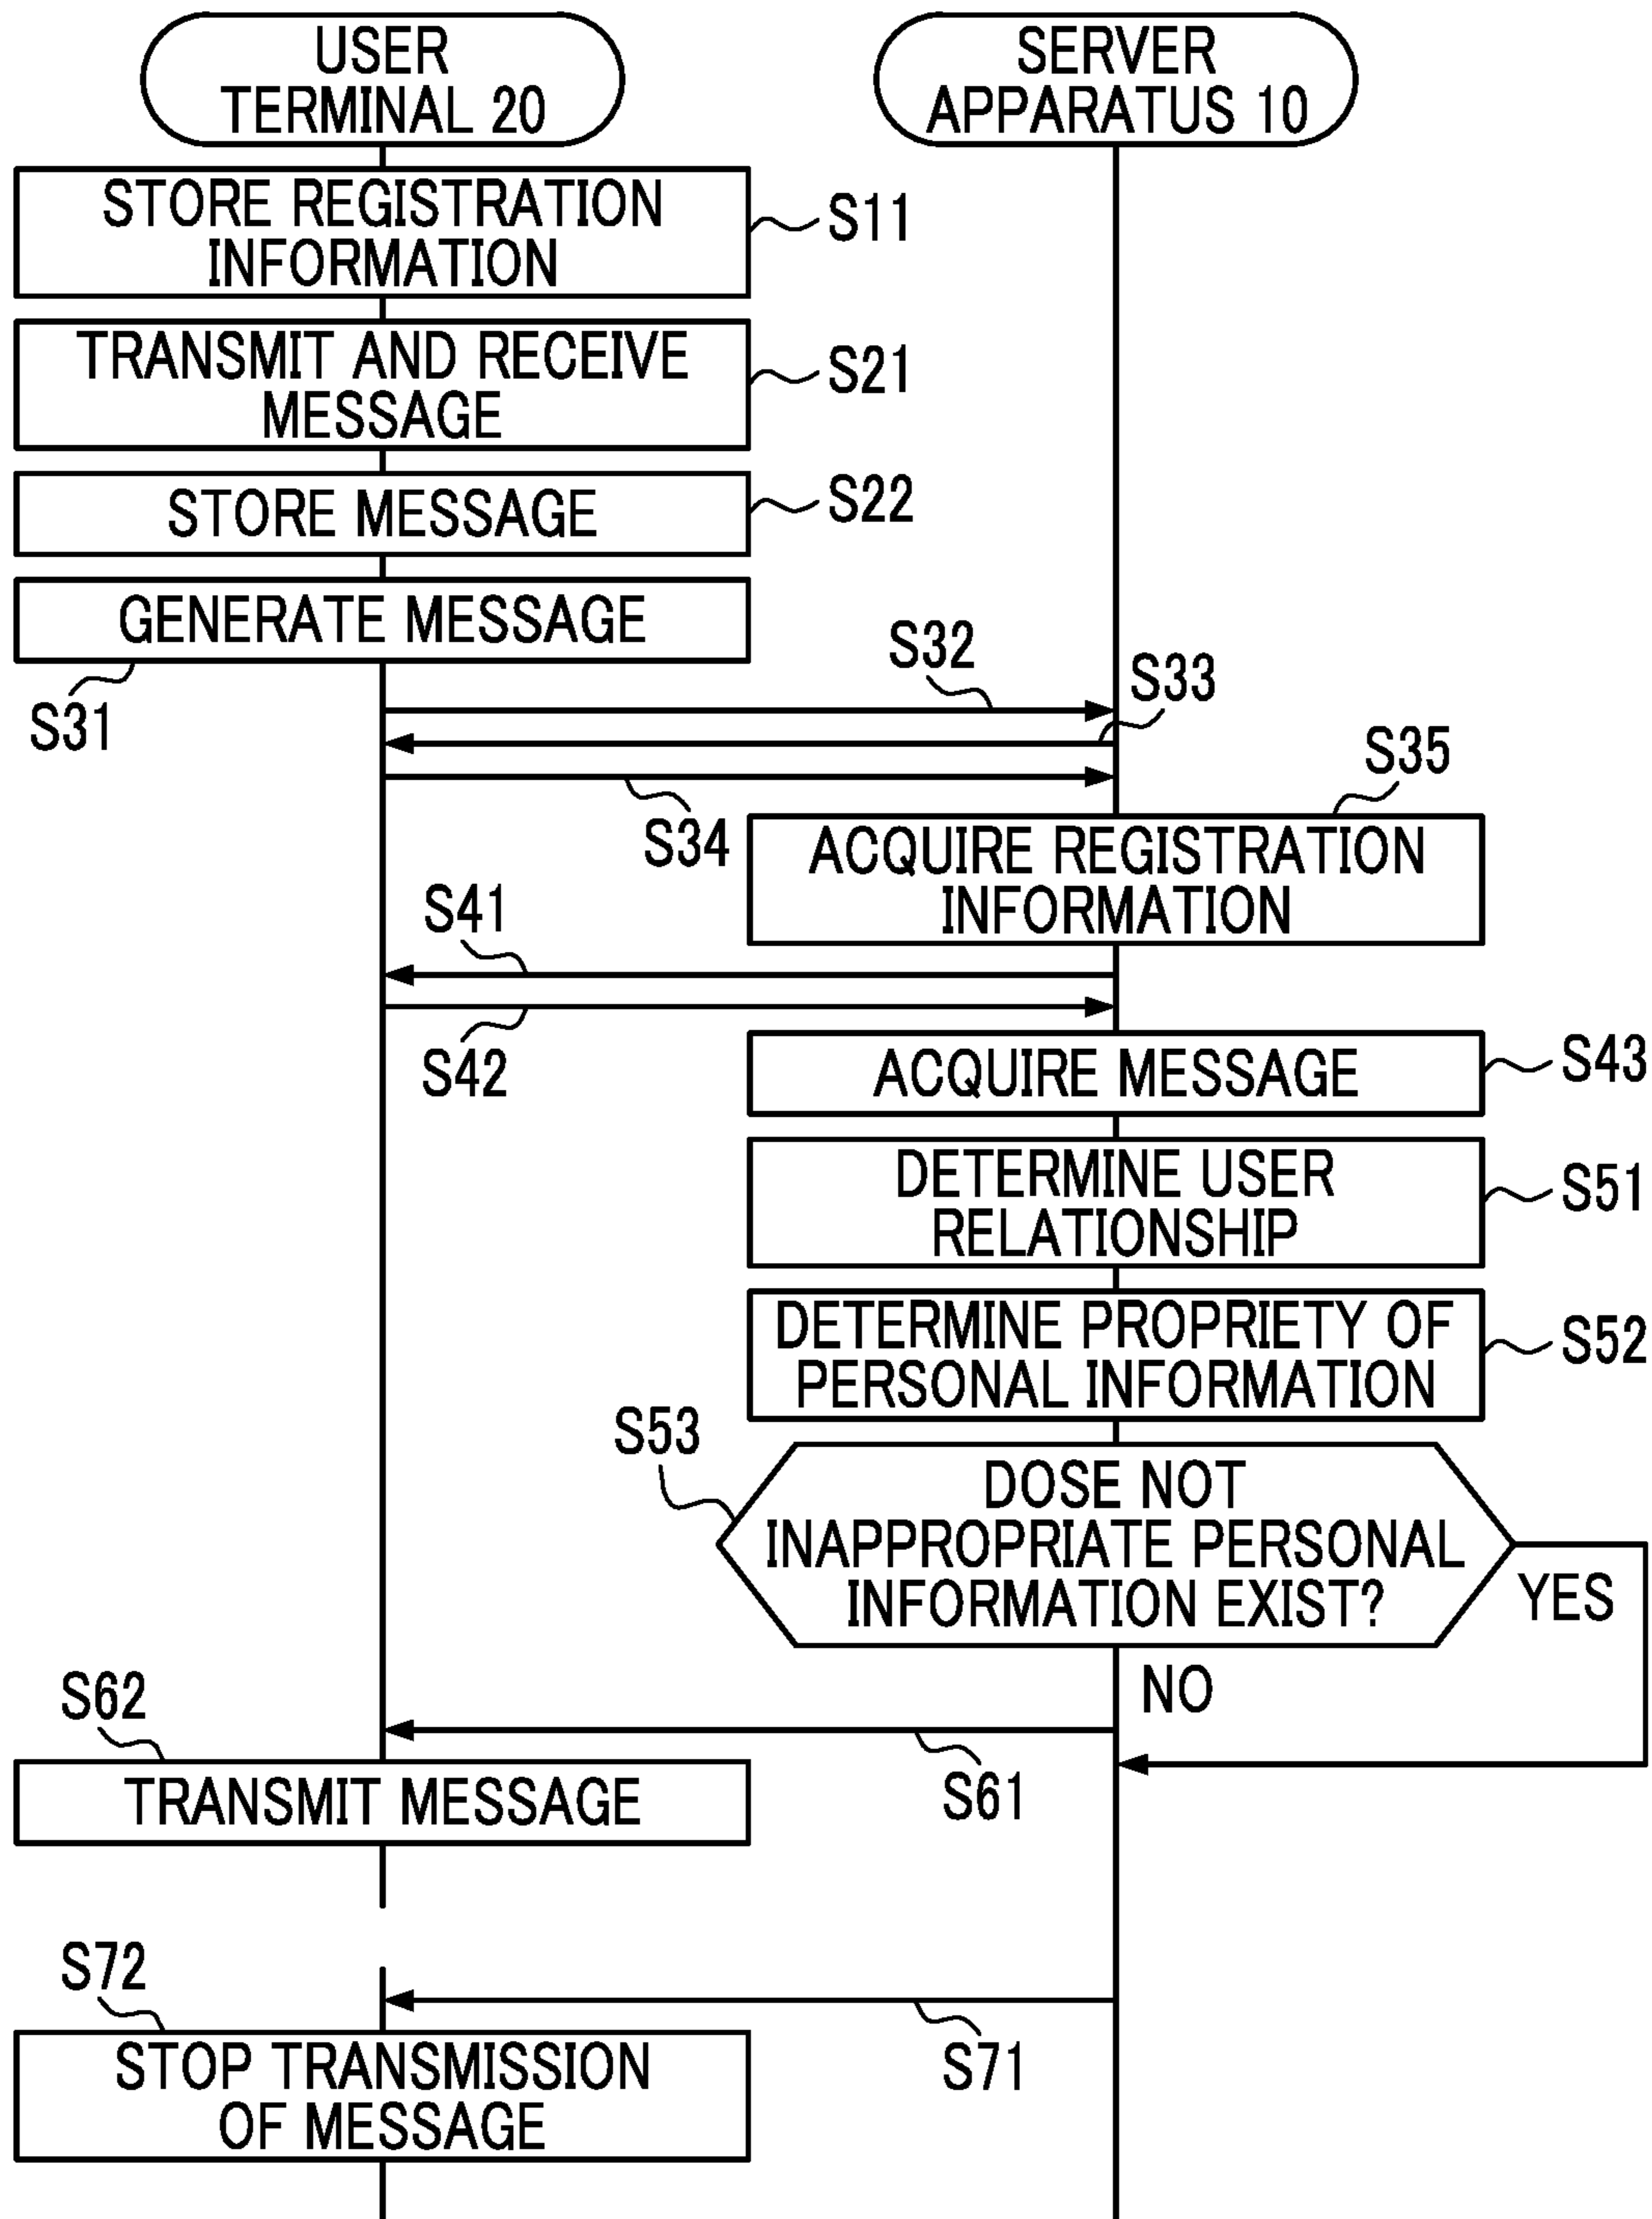 USER
TERMINAL 20
SERVER
APPARATUS 10
STORE REGISTRATION
INFORMATION
S11
TRANSMIT AND RECEIVE
MESSAGE
S21
STORE MESSAGE
S22
GENERATE MESSAGE
S31
S32
S33
S34
S35
ACQUIRE REGISTRATION
INFORMATION
S41
S42
ACQUIRE MESSAGE
S43
DETERMINE USER
RELATIONSHIP
S51
DETERMINE PROPRIETY OF
PERSONAL INFORMATION
S52
S53
DOSE NOT
INAPPROPRIATE PERSONAL
INFORMATION EXIST?
YES
NO
S62
S61
TRANSMIT MESSAGE
S72
S71
STOP TRANSMISSION
OF MESSAGE